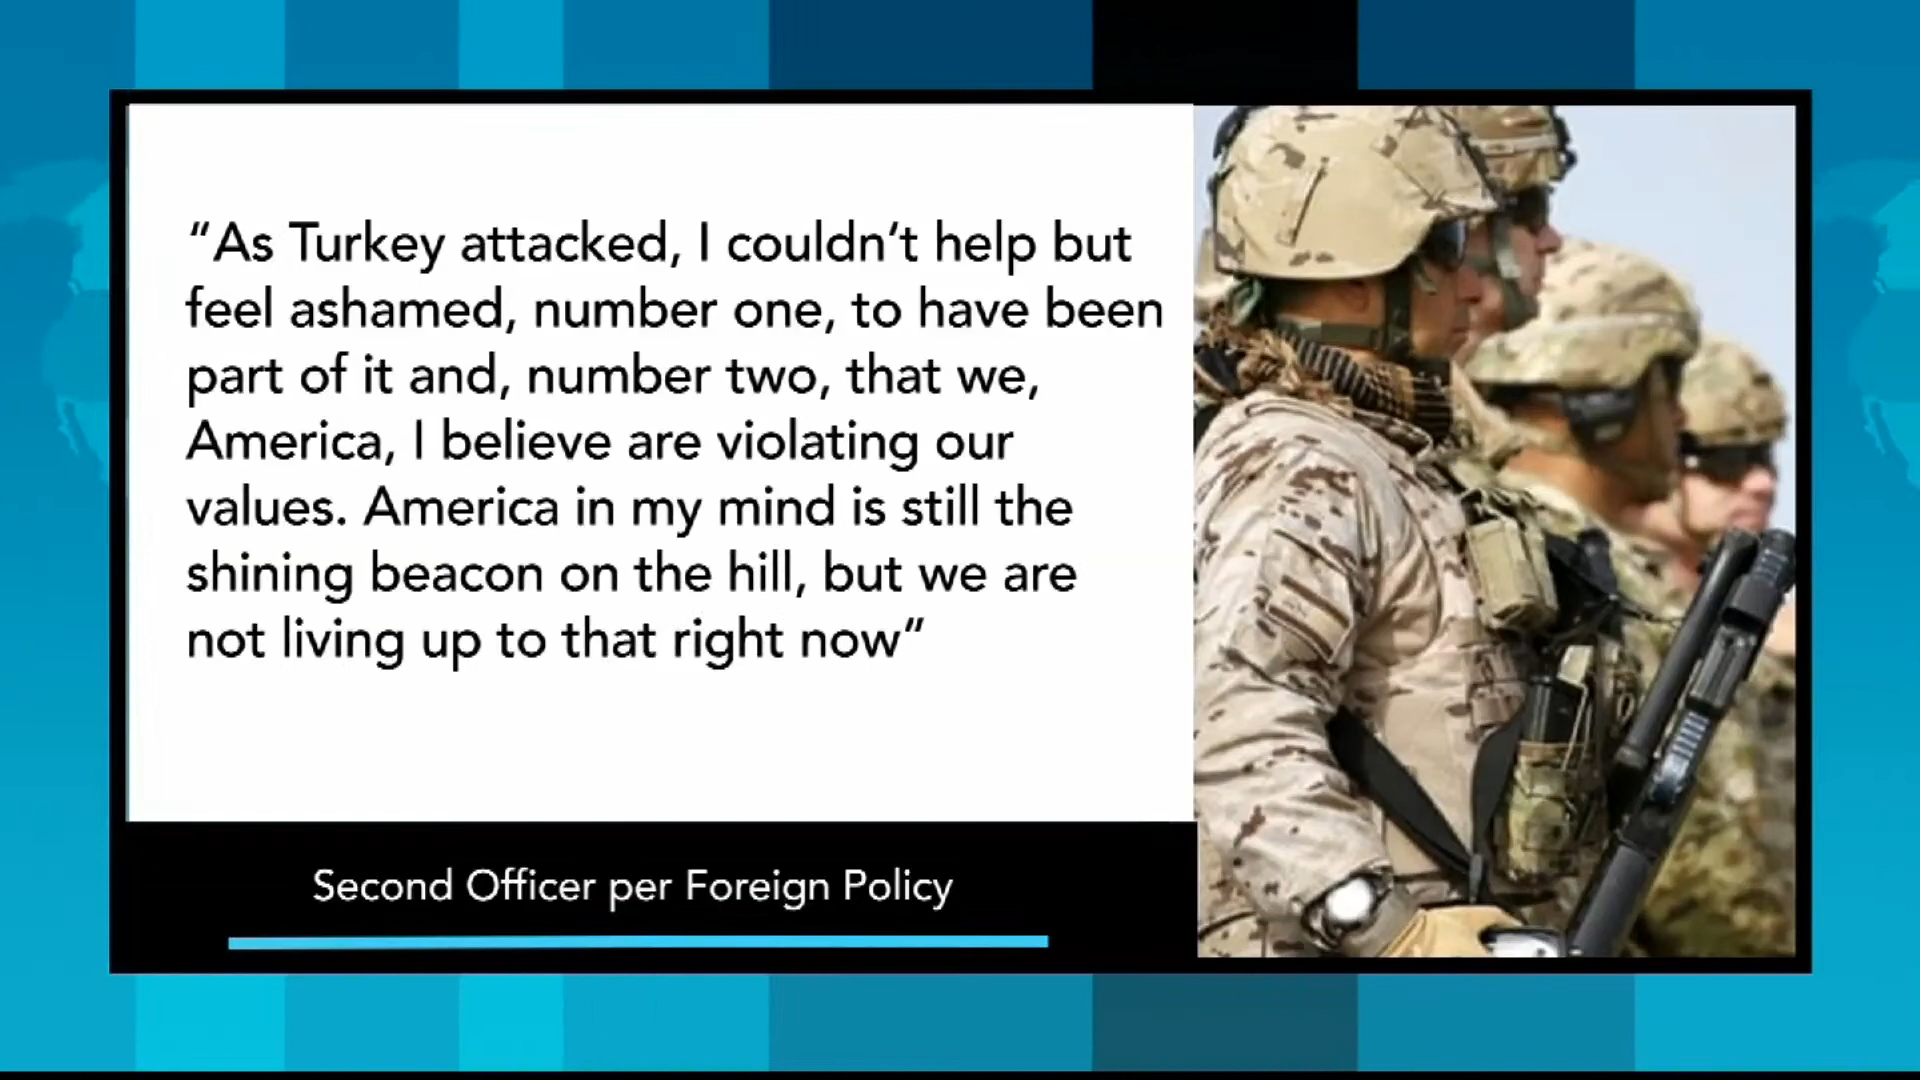 “As Turkey attacked, I couldn’t help but
feel ashamed, number one, to have been
part of it and, number two, that we,
America, I believe are violating our
values. America in my mind is still the
shining beacon on the hill, but we are
not living up to that right now”
Second Officer per Foreign Policy